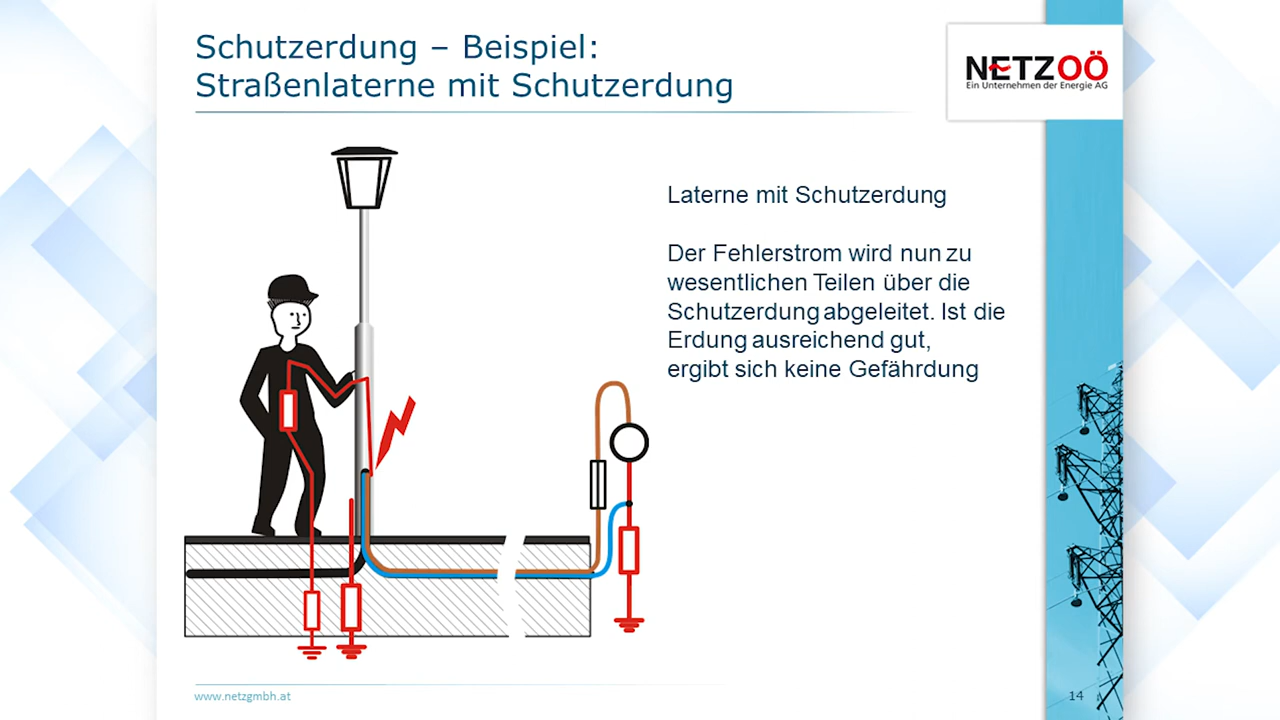 Schutzerdung – Beispiel:
Straßenlaterne mit Schutzerdung
NETZOÖ
Ein Unternehmen der Energie AG
Laterne mit Schutzerdung
Der Fehlerstrom wird nun zu
wesentlichen Teilen über die
Schutzerdung abgeleitet. Ist die
Erdung ausreichend gut,
ergibt sich keine Gefährdung
www.netzgmbh.at
14